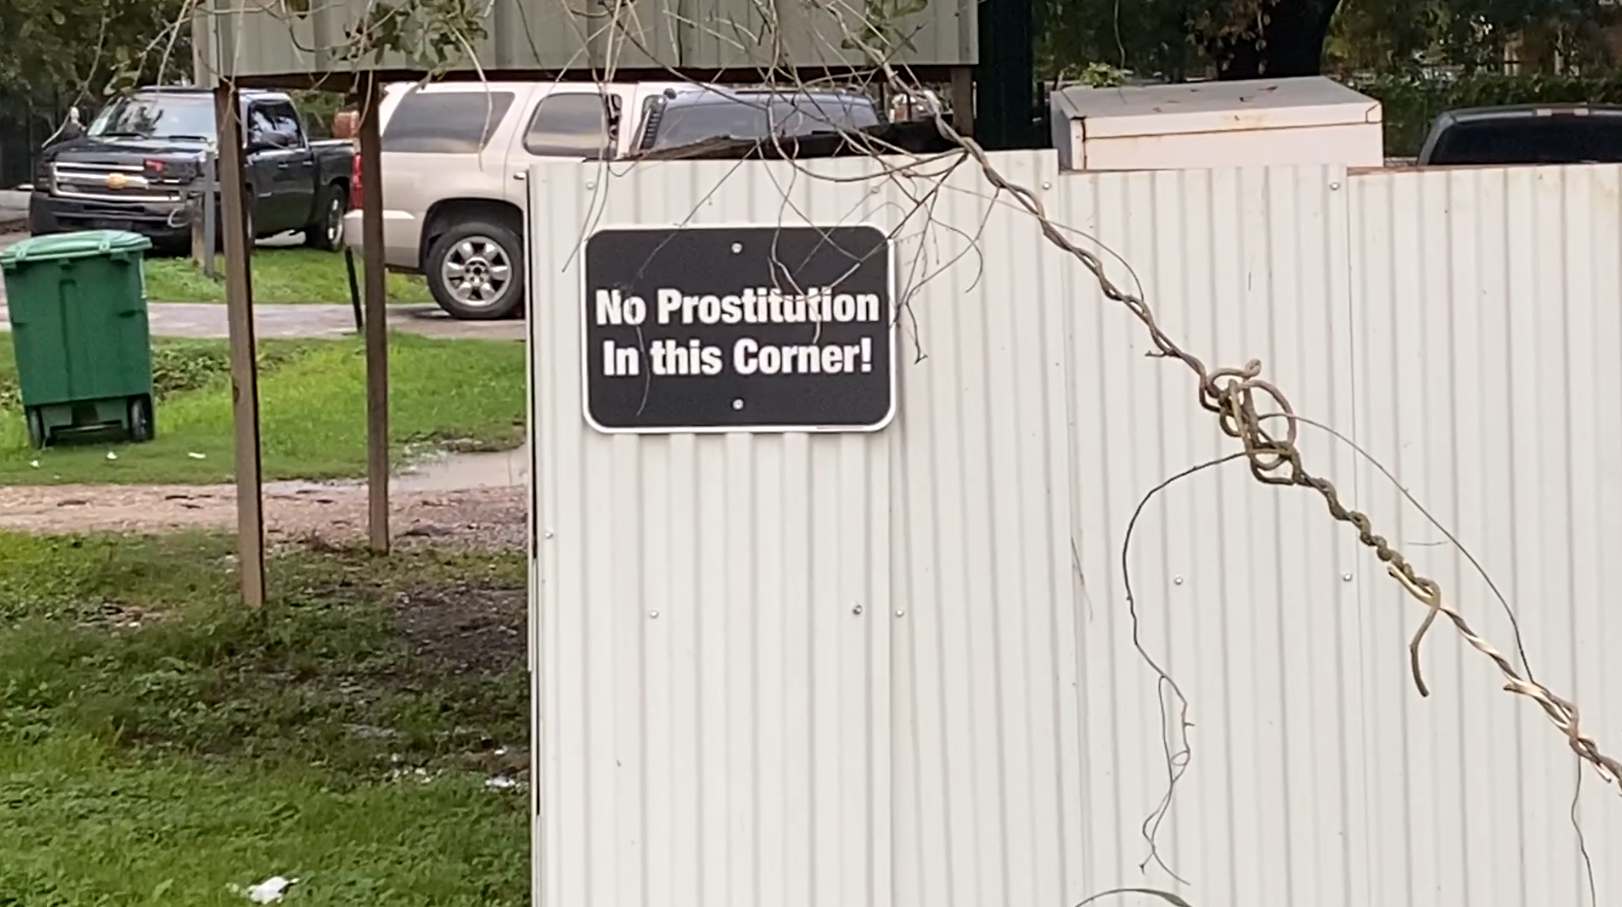 No Prostitution
In this Corner!